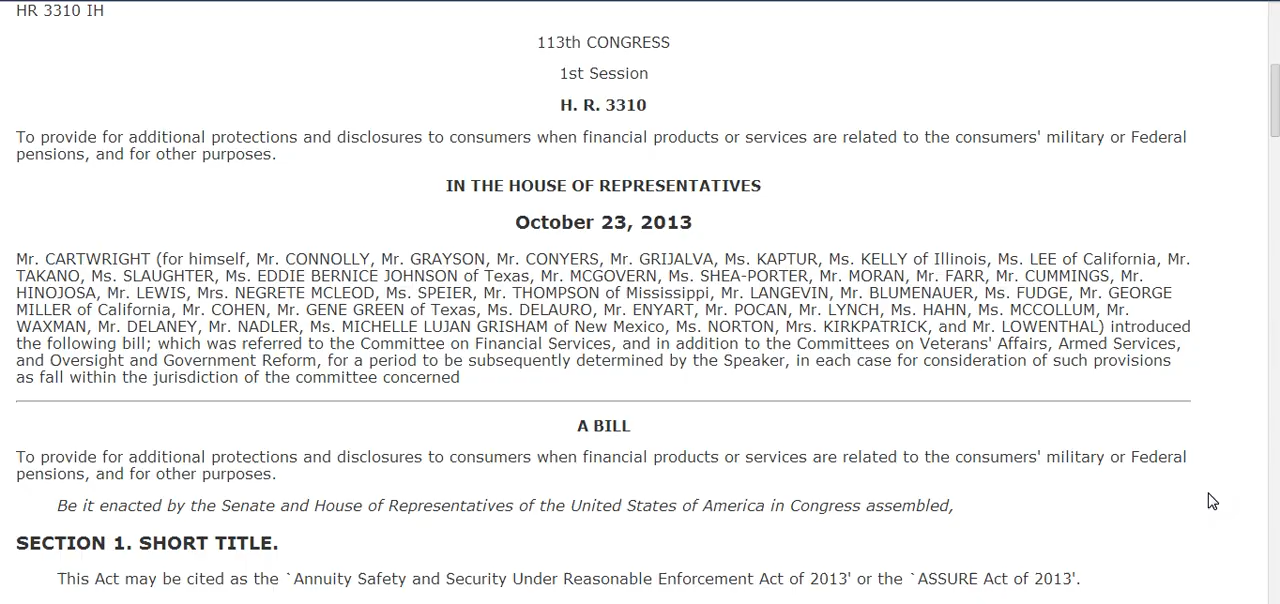 HR 3310 IH
113th CONGRESS
1st Session
H. R. 3310
To provide for additional protections and disclosures to consumers when financial products or services are related to the consumers' military or Federal
pensions, and for other purposes.
IN THE HOUSE OF REPRESENTATIVES
October 23, 2013
Mr. CARTWRIGHT (for himself, Mr. CONNOLLY, Mr. GRAYSON, Mr. CONYERS, Mr. GRIJALVA, Ms. KAPTUR, Ms. KELLY of Illinois, Ms. LEE of California, Mr.
TAKANO, Ms. SLAUGHTER, Ms. EDDIE BERNICE JOHNSON of Texas, Mr. MCGOVERN, Ms. SHEA-PORTER, Mr. MORAN, Mr. FARR, Mr. CUMMINGS, Mr.
HINOJOSA, Mr. LEWIS, Mrs. NEGRETE MCLEOD, Ms. SPEIER, Mr. THOMPSON of Mississippi, Mr. LANGEVIN, Mr. BLUMENAUER, Ms. FUDGE, Mr. GEORGE
MILLER of California, Mr. COHEN, Mr. GENE GREEN of Texas, Ms. DELAURO, Mr. ENYART, Mr. POCAN, Mr. LYNCH, Ms. HAHN, Ms. MCCOLLUM, Mr.
WAXMAN, Mr. DELANEY, Mr. NADLER, Ms. MICHELLE LUJAN GRISHAM of New Mexico, Ms. NORTON, Mrs. KIRKPATRICK, and Mr. LOWENTHAL) introduced
the following bill; which was referred to the Committee on Financial Services, and in addition to the Committees on Veterans' Affairs, Armed Services,
and Oversight and Government Reform, for a period to be subsequently determined by the Speaker, in each case for consideration of such provisions
as fall within the jurisdiction of the committee concerned
A BILL
To provide for additional protections and disclosures to consumers when financial products or services are related to the consumers' military or Federal
pensions, and for other purposes.
Be it enacted by the Senate and House of Representatives of the United States of America in Congress assembled,
SECTION 1. SHORT TITLE.
This Act may be cited as the `Annuity Safety and Security Under Reasonable Enforcement Act of 2013' or the `ASSURE Act of 2013'.